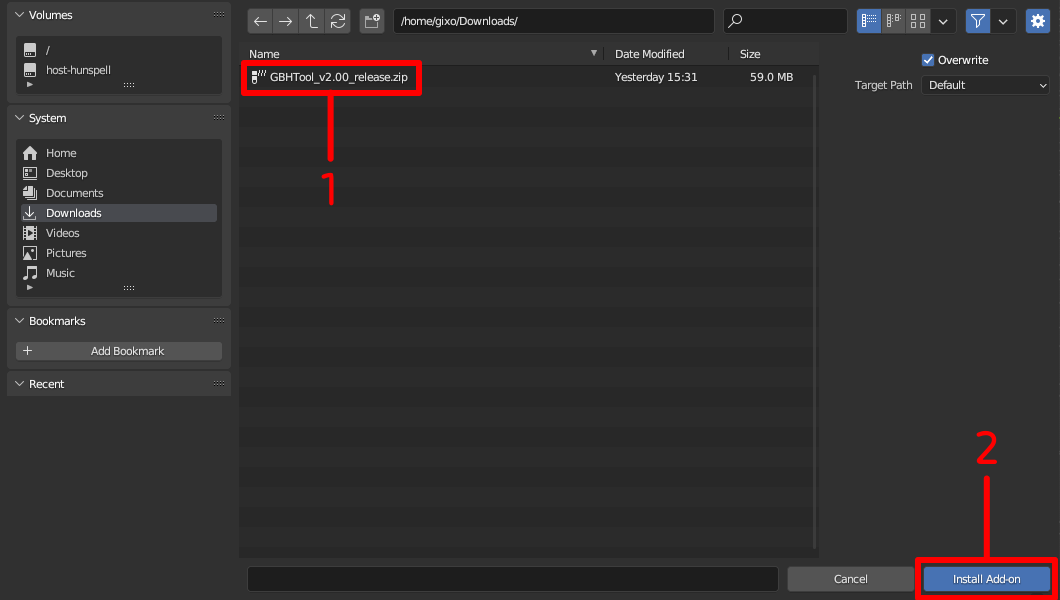 Volumes
/
host-hunspell
System
Home
Desktop
Documents
Downloads
Videos
Pictures
Music
Bookmarks
+ Add Bookmark
Recent
/home/gixo/Downloads/
Name Date Modified Size
GBHTool_v2.00_release.zip Yesterday 15:31 59.0 MB
1
Overwrite
Target Path Default
2
Cancel Install Add-on